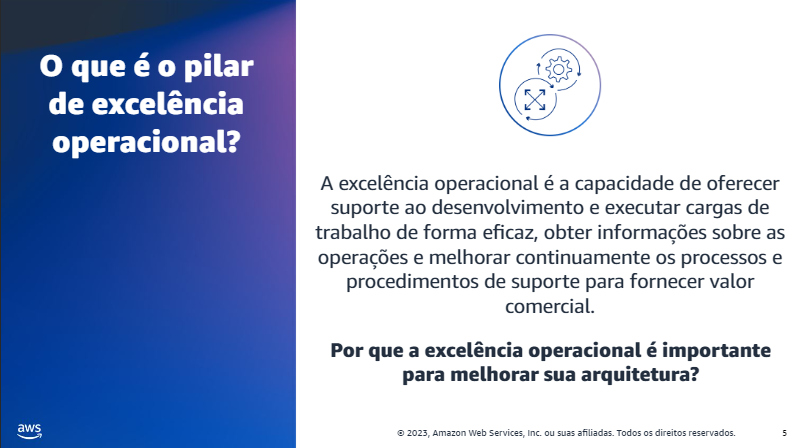 O que é o pilar
de excelência
operacional?
A excelência operacional é a capacidade de oferecer
suporte ao desenvolvimento e executar cargas de
trabalho de forma eficaz, obter informações sobre as
operações e melhorar continuamente os processos e
procedimentos de suporte para fornecer valor
comercial.
Por que a excelência operacional é importante
para melhorar sua arquitetura?
aws
© 2023, Amazon Web Services, Inc. ou suas afiliadas. Todos os direitos reservados.
5